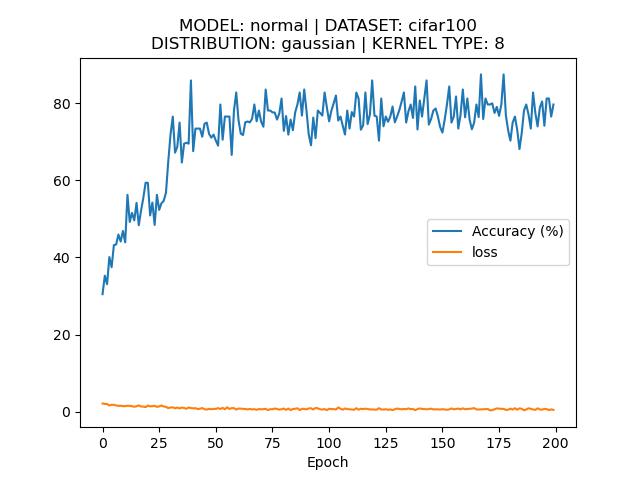 MODEL: normal | DATASET: cifar100
DISTRIBUTION: gaussian | KERNEL TYPE: 8
80
60
40
20
0
Accuracy (%)
loss
0 25 50 75 100 125 150 175 200
Epoch